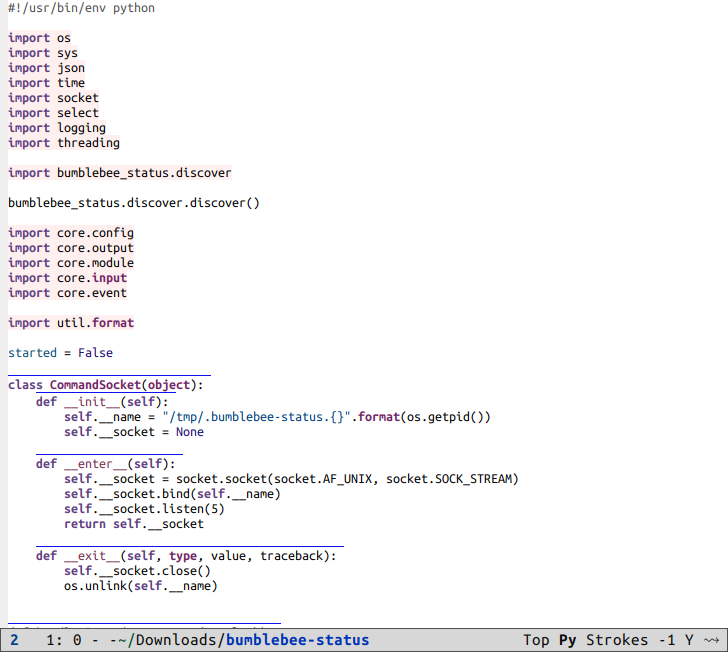 #!/usr/bin/env python
import os
import sys
import json
import time
import socket
import select
import logging
import threading
import bumblebee_status.discover
bumblebee_status.discover.discover()
import core.config
import core.output
import core.module
import core.input
import core.event
import util.format
started = False
class CommandSocket(object):
    def __init__(self):
        self.__name = "/tmp/.bumblebee-status.{}".format(os.getpid())
        self.__socket = None
    def __enter__(self):
        self.__socket = socket.socket(socket.AF_UNIX, socket.SOCK_STREAM)
        self.__socket.bind(self.__name)
        self.__socket.listen(5)
        return self.__socket
    def __exit__(self, type, value, traceback):
        self.__socket.close()
        os.unlink(self.__name)
2 1: 0 - -~/Downloads/bumblebee-status Top Py Strokes -1 Y ⤳